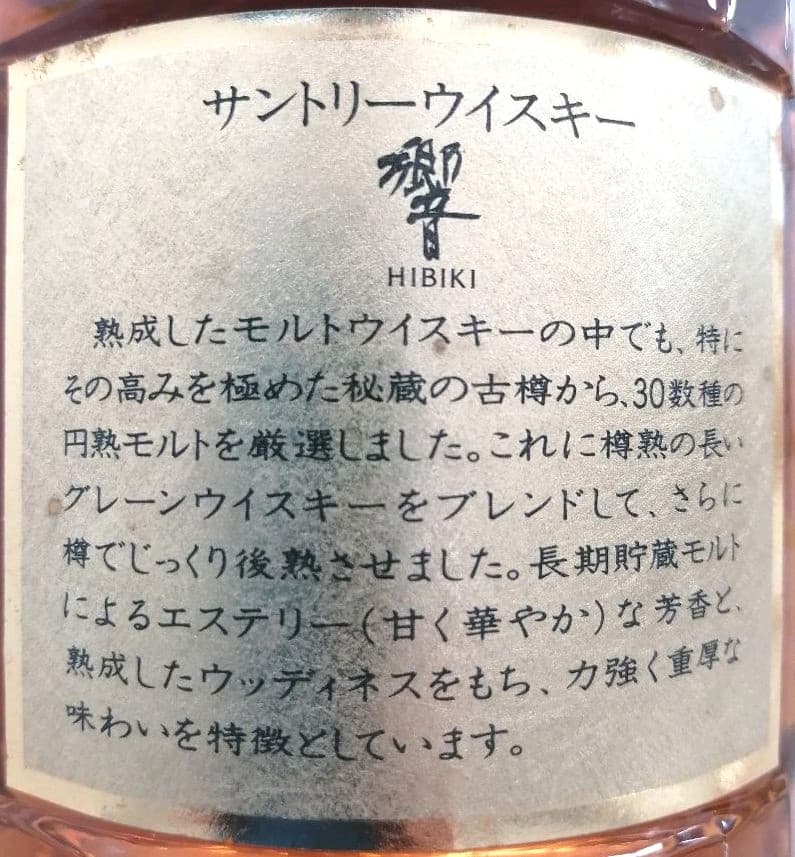 サントリーウイスキー
響
HIBIKI
熟成したモルトウイスキーの中でも、特に
その高みを極めた秘蔵の古樽から、30数種の
円熟モルトを厳選しました。これに樽熟の長い
グレーンウイスキーをブレンドして、さらに
樽でじっくり後熟させました。長期貯蔵モルト
によるエステリー(甘く華やか)な芳香と、
熟成したウッディネスをもち、力強く重厚な
味わいを特徴としています。